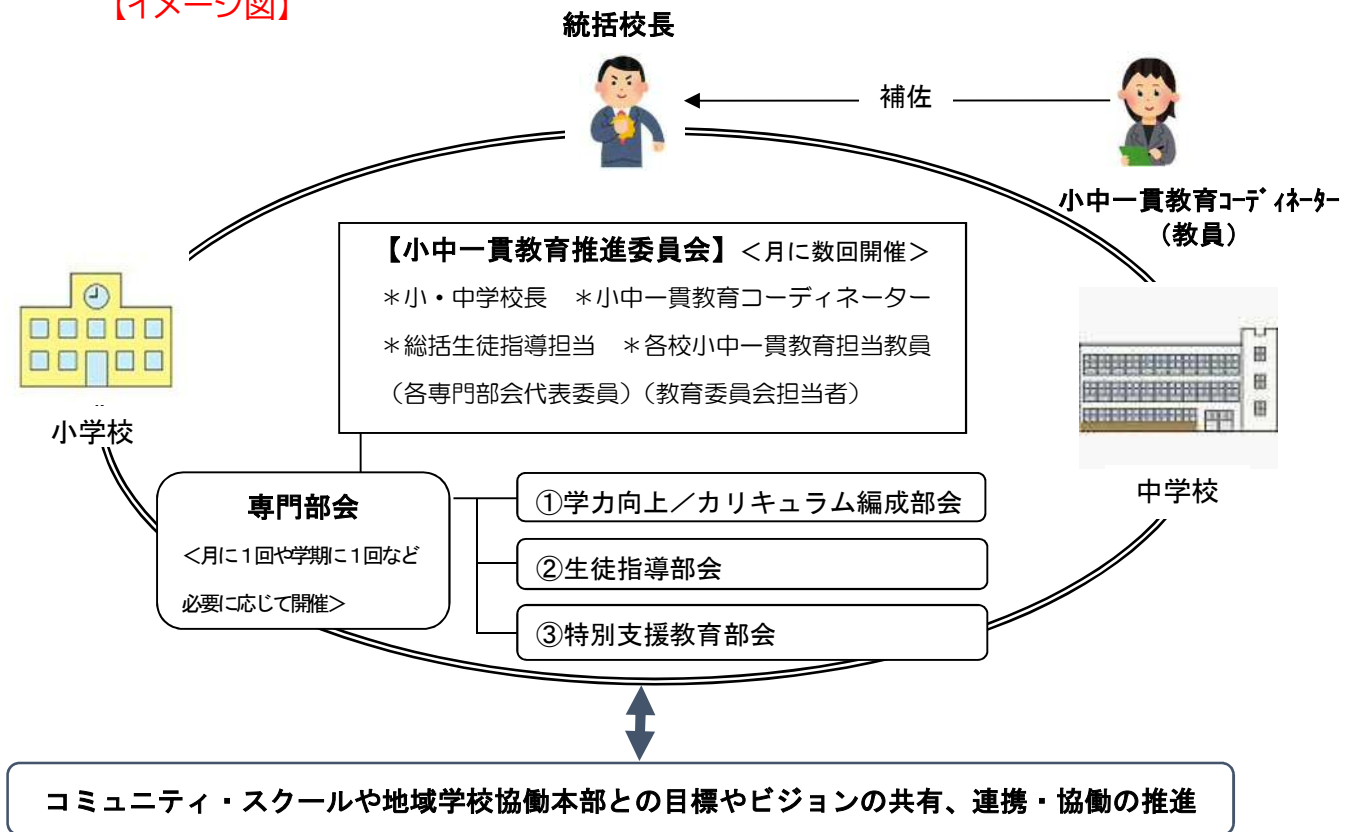 【イメージ図】
統括校長
補佐
小中一貫教育ｺｰﾃﾞｨﾈｰﾀｰ
（教員）
【小中一貫教育推進委員会】＜月に数回開催＞
＊小・中学校長　＊小中一貫教育コーディネーター
＊総括生徒指導担当　＊各校小中一貫教育担当教員
（各専門部会代表委員）（教育委員会担当者）
小学校
中学校
専門部会
＜月に１回や学期に１回など
必要に応じて開催＞
①学力向上／カリキュラム編成部会
②生徒指導部会
③特別支援教育部会
コミュニティ・スクールや地域学校協働本部との目標やビジョンの共有、連携・協働の推進